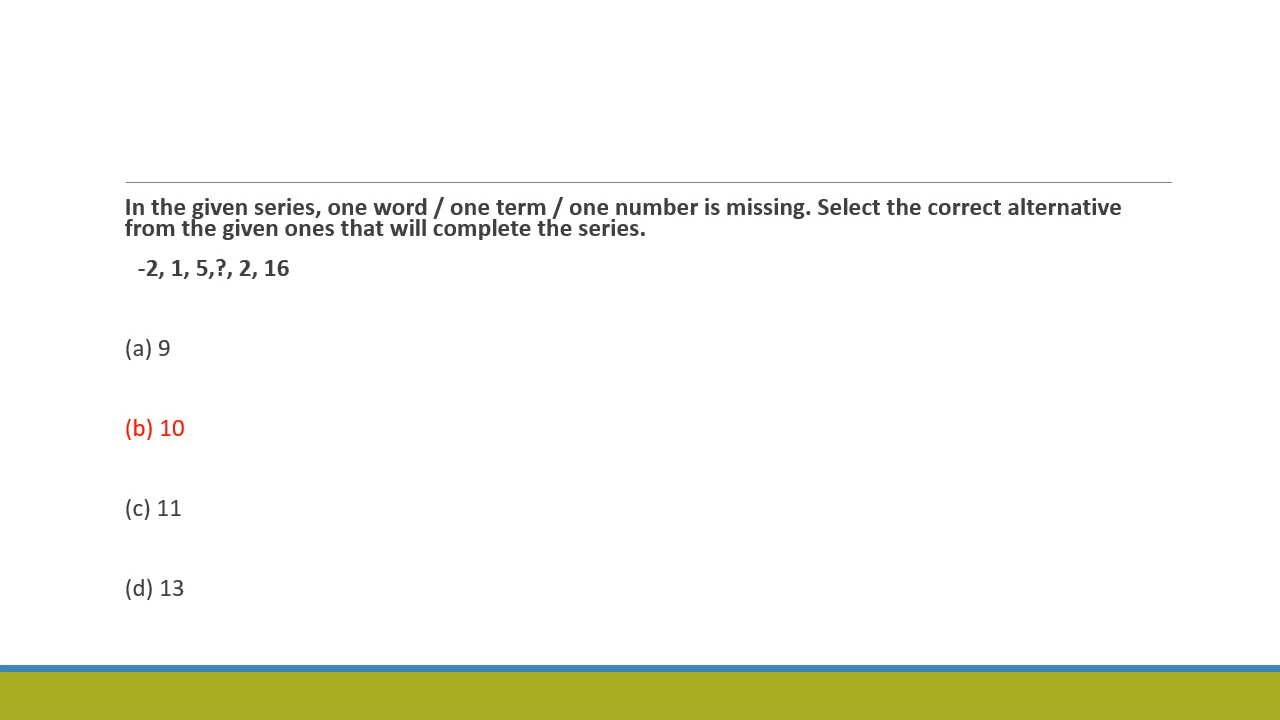 In the given series, one word / one term / one number is missing. Select the correct alternative
from the given ones that will complete the series.
-2, 1, 5,?, 2, 16
(a) 9
(b) 10
(c) 11
(d) 13